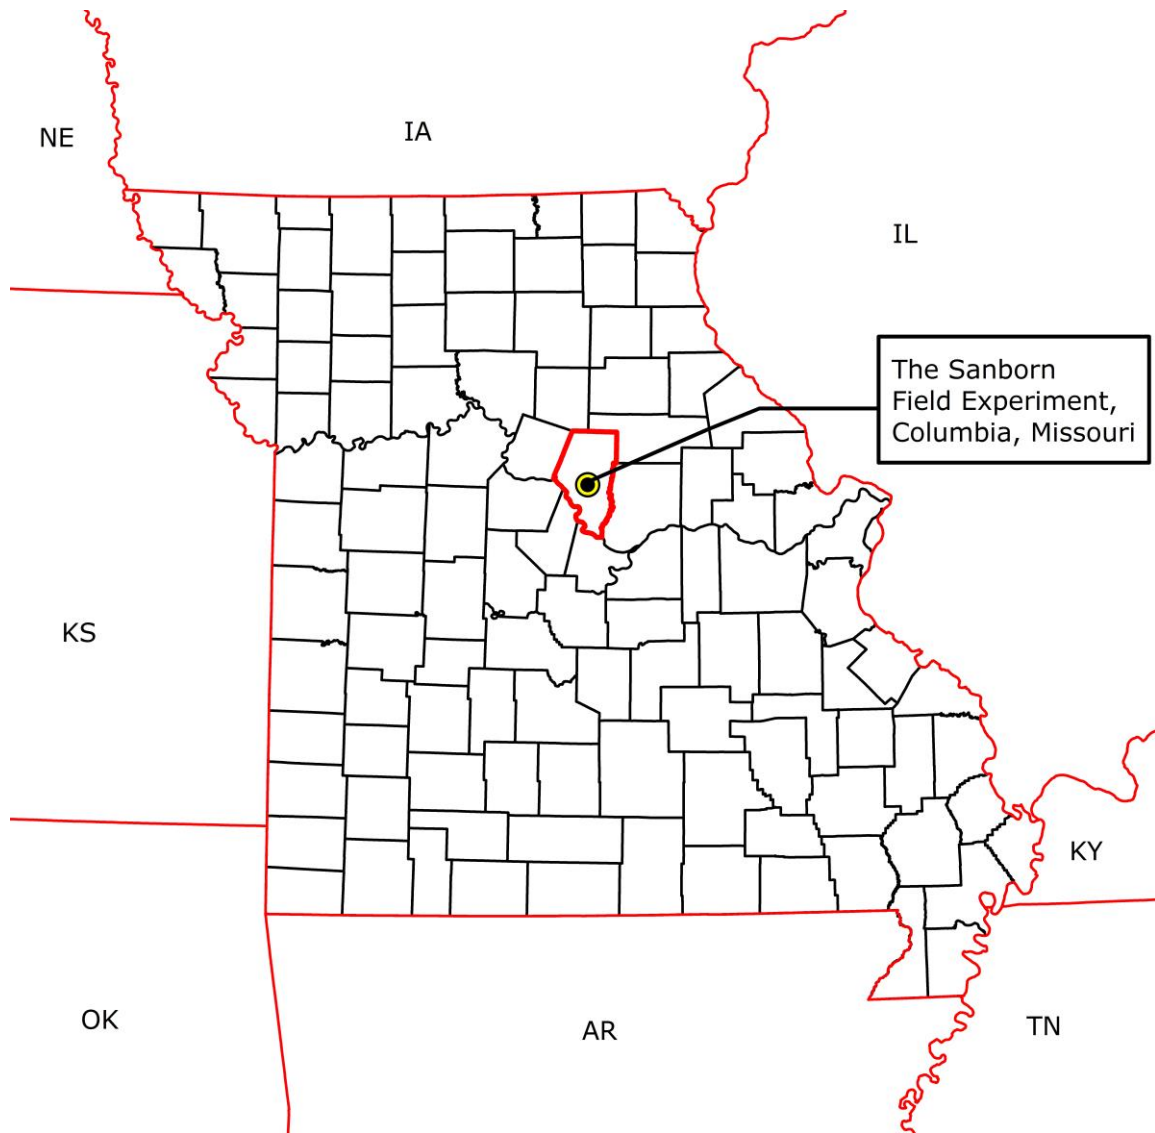 NE
IA
IL
The Sanborn
Field Experiment,
Columbia, Missouri
KS
KY
OK
AR
TN